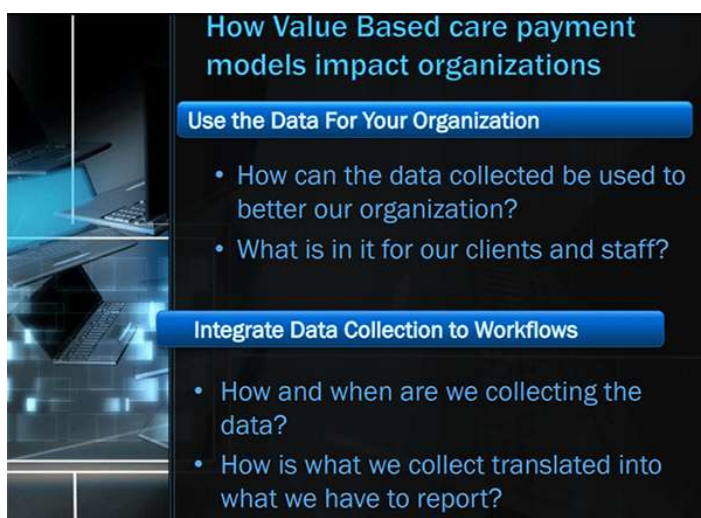 How Value Based care payment
models impact organizations
Use the Data For Your Organization
• How can the data collected be used to
better our organization?
• What is in it for our clients and staff?
Integrate Data Collection to Workflows
• How and when are we collecting the
data?
• How is what we collect translated into
what we have to report?